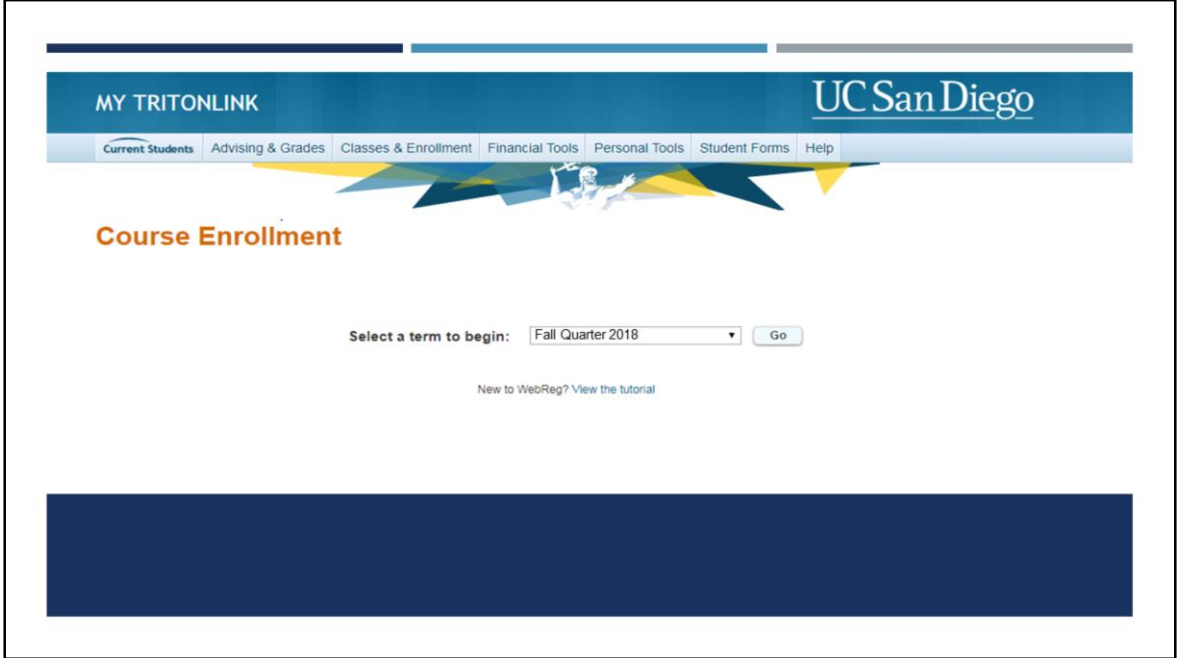 MY TRITONLINK
UC San Diego
Current Students Advising & Grades Classes & Enrollment Financial Tools Personal Tools Student Forms Help
Course Enrollment
Select a term to begin: Fall Quarter 2018 Go
New to WebReg? View the tutorial